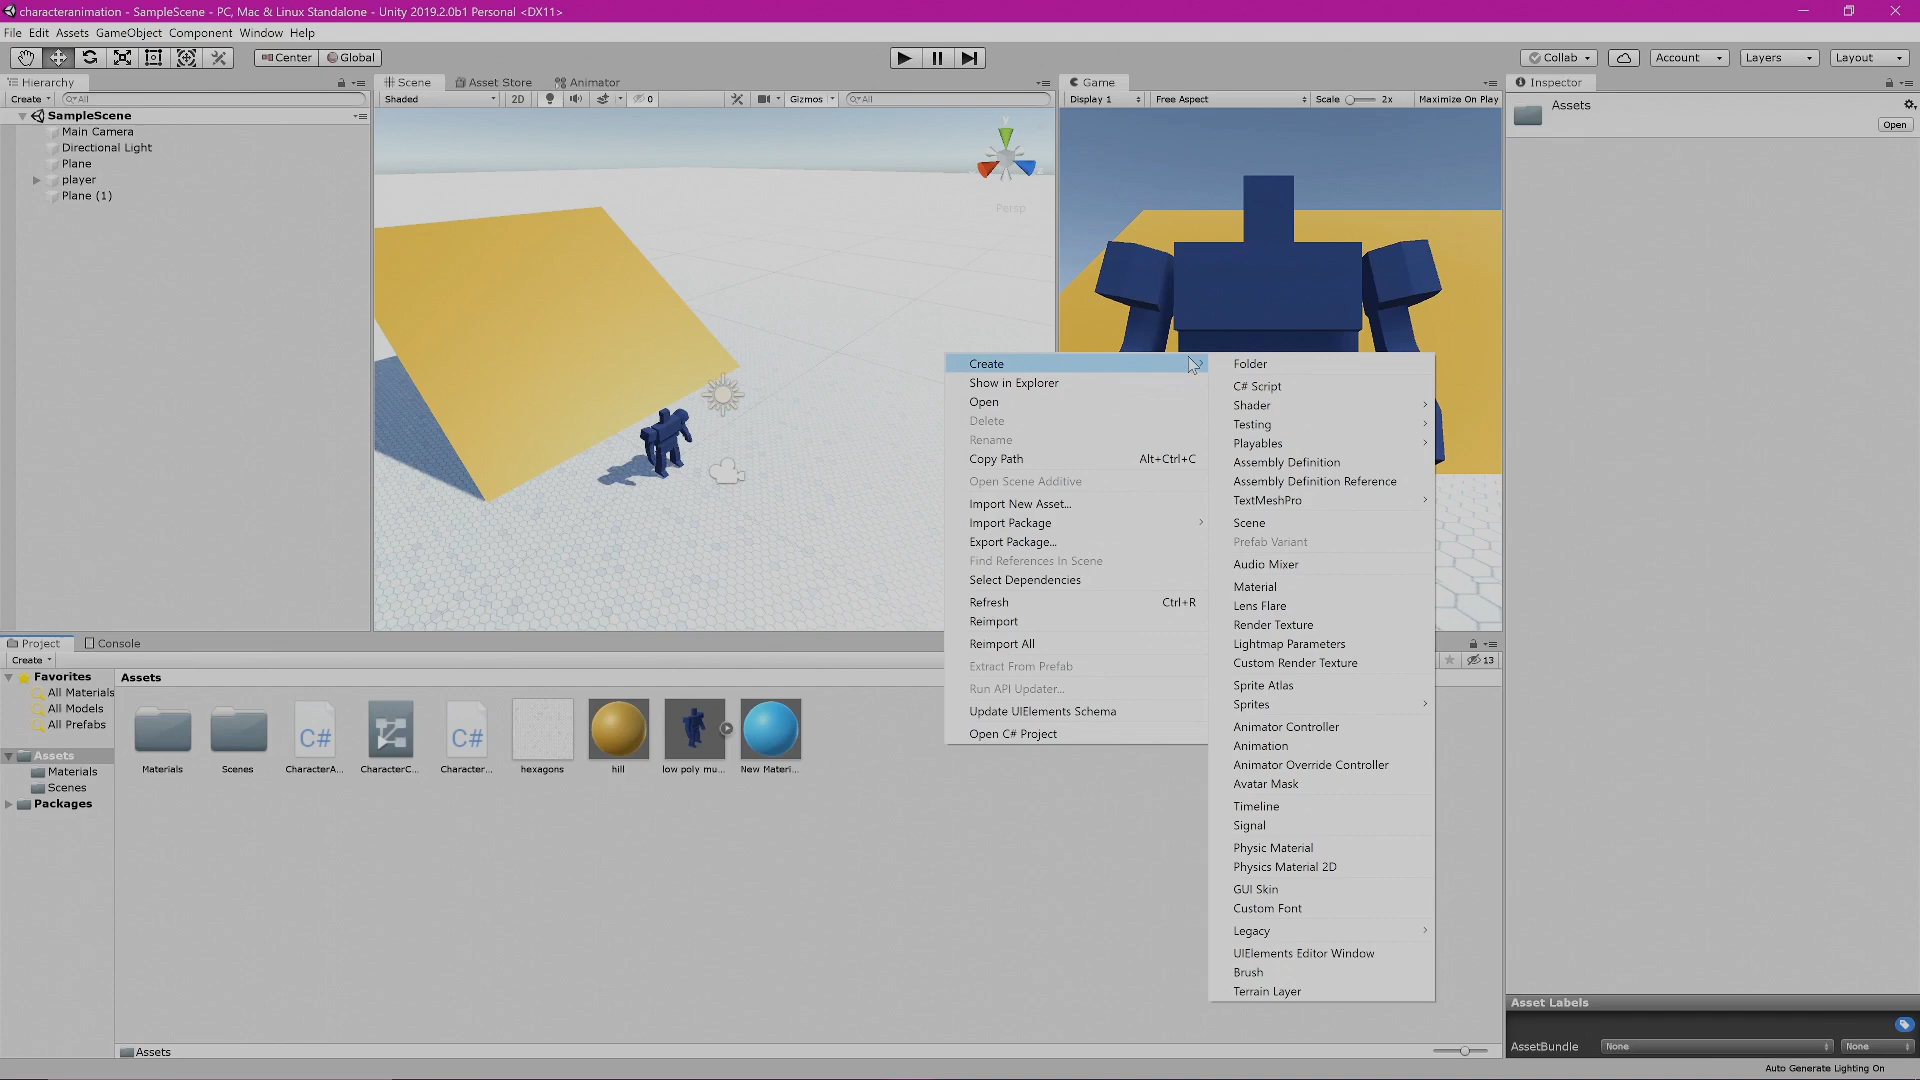 characteranimation - SampleScene - PC, Mac & Linux Standalone - Unity 2019.2.0b1 Personal <DX11>
File Edit Assets GameObject Component Window Help
Center Global
Collab Account Layers Layout
Hierarchy
Create All
SampleScene
Main Camera
Directional Light
Plane
player
Plane (1)
Scene Asset Store Animator
Shaded 2D 0 Gizmos All
y
Persp
Game
Display 1 Free Aspect Scale 2x Maximize On Play
Inspector
Assets
Open
Create
Show in Explorer
Open
Delete
Rename
Copy Path Alt+Ctrl+C
Open Scene Additive
Import New Asset...
Import Package
Export Package...
Find References In Scene
Select Dependencies
Refresh Ctrl+R
Reimport
Reimport All
Extract From Prefab
Run API Updater...
Update UIElements Schema
Open C# Project
Folder
C# Script
Shader
Testing
Playables
Assembly Definition
Assembly Definition Reference
TextMeshPro
Scene
Prefab Variant
Audio Mixer
Material
Lens Flare
Render Texture
Lightmap Parameters
Custom Render Texture
Sprite Atlas
Sprites
Animator Controller
Animation
Animator Override Controller
Avatar Mask
Timeline
Signal
Physic Material
Physics Material 2D
GUI Skin
Custom Font
Legacy
UIElements Editor Window
Brush
Terrain Layer
Project Console
Create
13
Favorites
All Materials
All Models
All Prefabs
Assets
Materials
Scenes
Packages
Assets
C# C#
Materials Scenes CharacterA... CharacterC... Character... hexagons hill low poly mu... New Materi...
Assets
Asset Labels
AssetBundle None None
Auto Generate Lighting On